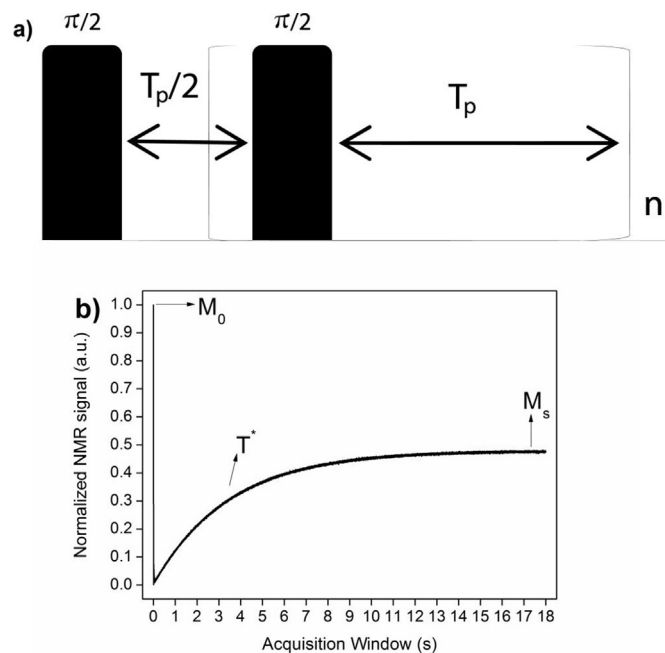 a)
π/2
π/2
Tp/2
Tp
n
b)
M0
Ms
T*
Normalized NMR signal (a.u.)
1.0
0.9
0.8
0.7
0.6
0.5
0.4
0.3
0.2
0.1
0.0
0 1 2 3 4 5 6 7 8 9 10 11 12 13 14 15 16 17 18
Acquisition Window (s)